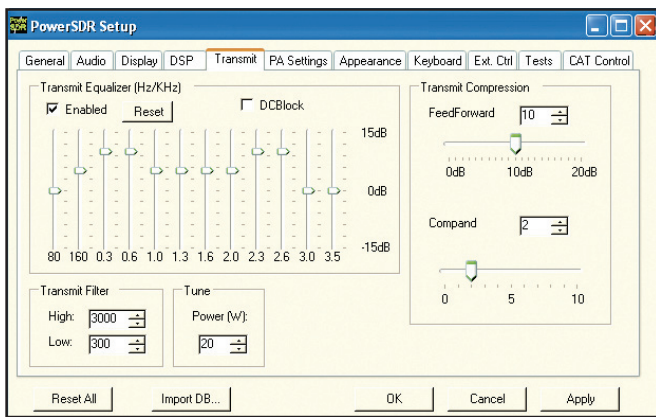 POWER SDR PowerSDR Setup
General Audio Display DSP Transmit PA Settings Appearance Keyboard Ext. Ctrl Tests CAT Control
Transmit Equalizer (Hz/KHz)
Enabled Reset DCBlock
15dB
0dB
-15dB
80 160 0.3 0.6 1.0 1.3 1.6 2.0 2.3 2.6 3.0 3.5
Transmit Compression
FeedForward 10
0dB 10dB 20dB
Compand 2
0 5 10
Transmit Filter
High: 3000
Low: 300
Tune
Power (W):
20
Reset All Import DB... OK Cancel Apply